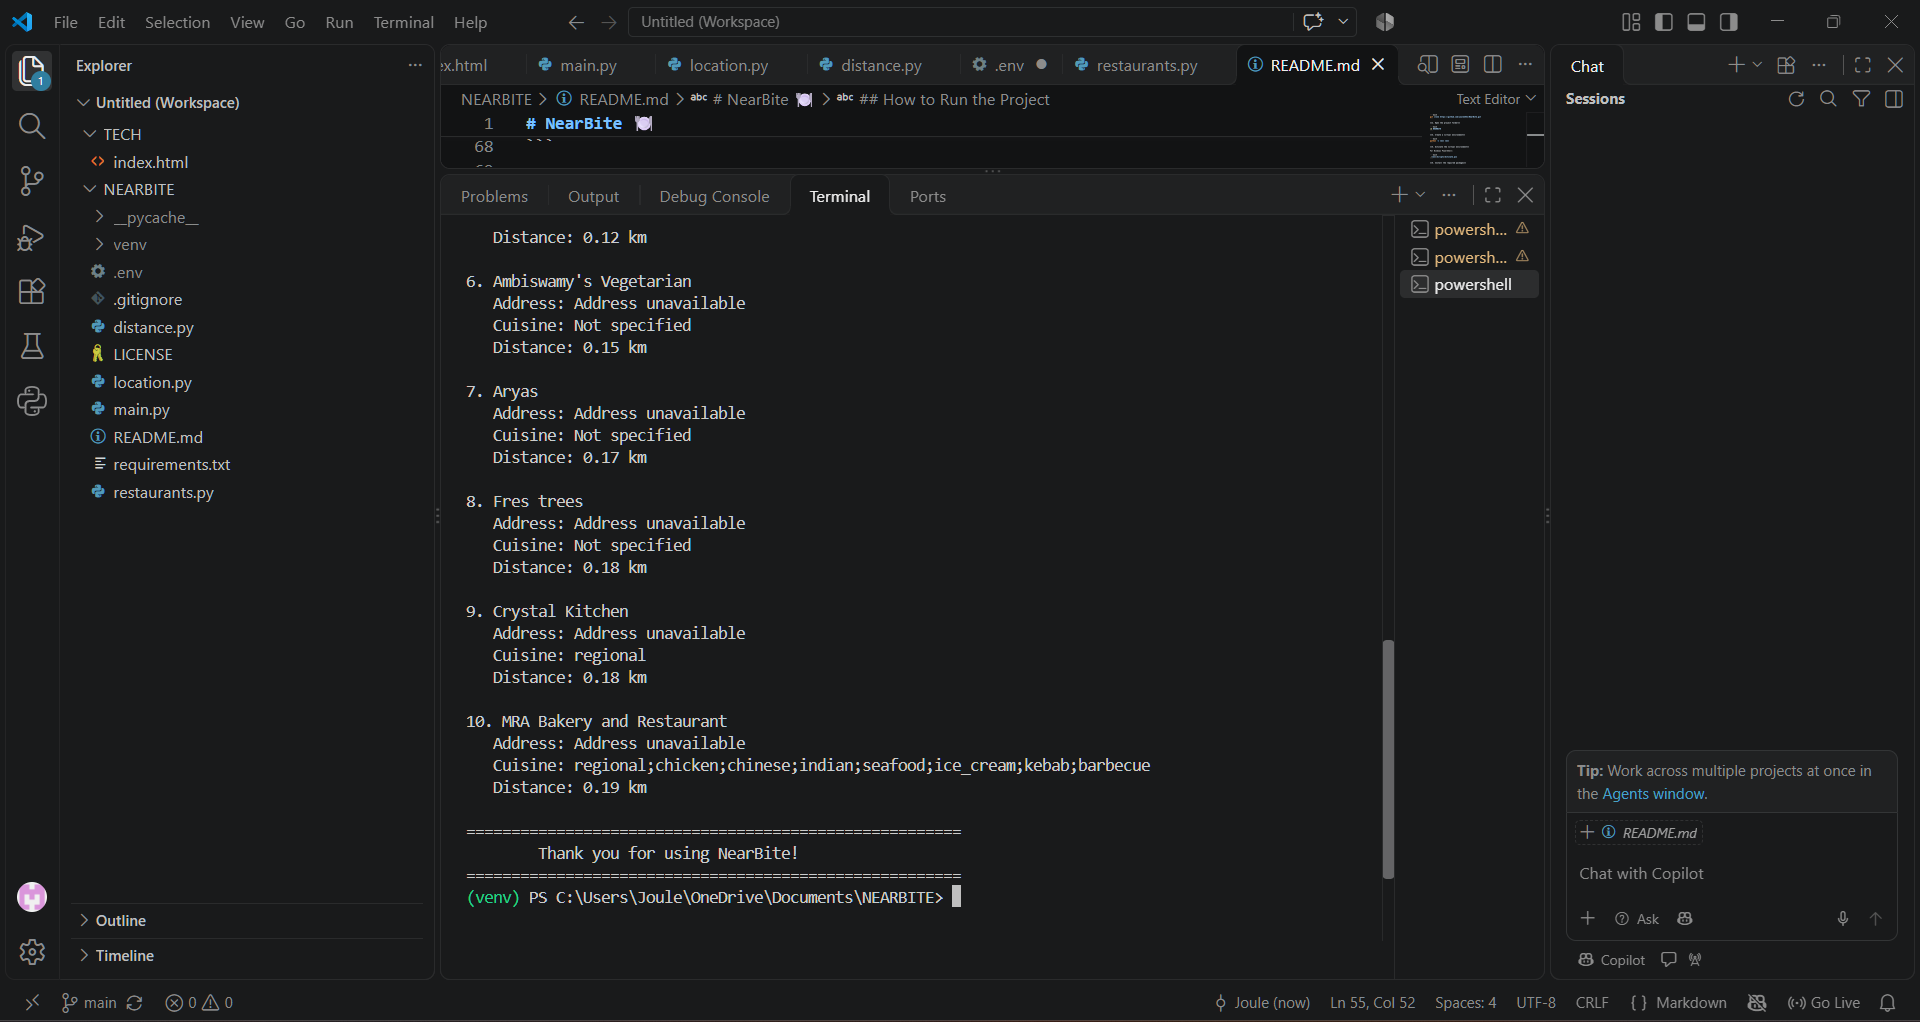 File Edit Selection View Go Run Terminal Help
Untitled (Workspace)
Explorer
1
Untitled (Workspace)
TECH
index.html
NEARBITE
__pycache__
venv
.env
.gitignore
distance.py
LICENSE
location.py
main.py
README.md
requirements.txt
restaurants.py
Outline
Timeline
ex.html main.py location.py distance.py .env restaurants.py README.md
NEARBITE > README.md > abc # NearBite 🍽️ > abc ## How to Run the Project
Text Editor
1 # NearBite 🍽️
68 ```
Problems Output Debug Console Terminal Ports
Distance: 0.12 km
6. Ambiswamy's Vegetarian
Address: Address unavailable
Cuisine: Not specified
Distance: 0.15 km
7. Aryas
Address: Address unavailable
Cuisine: Not specified
Distance: 0.17 km
8. Fres trees
Address: Address unavailable
Cuisine: Not specified
Distance: 0.18 km
9. Crystal Kitchen
Address: Address unavailable
Cuisine: regional
Distance: 0.18 km
10. MRA Bakery and Restaurant
Address: Address unavailable
Cuisine: regional;chicken;chinese;indian;seafood;ice_cream;kebab;barbecue
Distance: 0.19 km
=======================================================
Thank you for using NearBite!
=======================================================
(venv) PS C:\Users\Joule\OneDrive\Documents\NEARBITE>
powersh...
powersh...
powershell
Chat
Sessions
Tip: Work across multiple projects at once in
the Agents window.
README.md
Chat with Copilot
Ask
Copilot
main 0 0 Joule (now) Ln 55, Col 52 Spaces: 4 UTF-8 CRLF {} Markdown Go Live